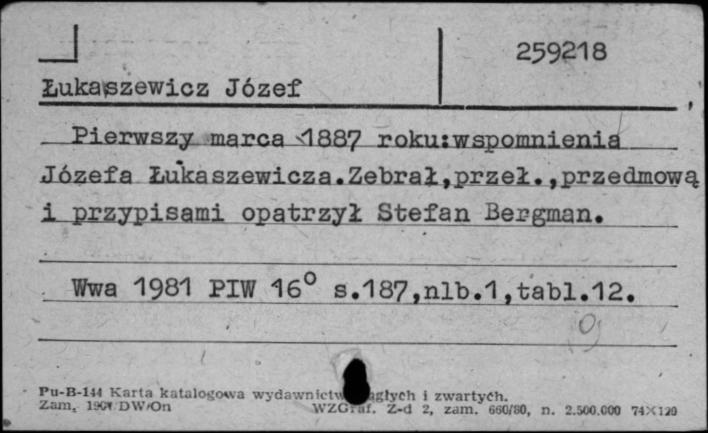 259218
Łukaszewicz Józef
Pierwszy marca 1887 roku:wspomnienia
Józefa Łukaszewicza.Zebrał,przeł.,przedmową
i przypisami opatrzył Stefan Bergman.
Wwa 1981 PIW 16° s.187,nlb.1,tabl.12.
Pu-B-144 Karta katalogowa wydawnictw ągłych i zwartych.
Zam, DW/On WZGraf. Z-d 2, zam. 660/80, n. 2.500.000 74×120